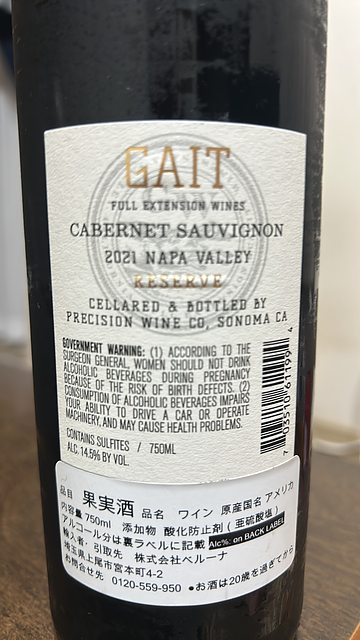 GAIT
FULL EXTENSION WINES
CABERNET SAUVIGNON
2021 NAPA VALLEY
RESERVE
CELLARED & BOTTLED BY
PRECISION WINE CO, SONOMA CA
GOVERNMENT WARNING: (1) ACCORDING TO THE
SURGEON GENERAL, WOMEN SHOULD NOT DRINK
ALCOHOLIC BEVERAGES DURING PREGNANCY
BECAUSE OF THE RISK OF BIRTH DEFECTS. (2)
CONSUMPTION OF ALCOHOLIC BEVERAGES IMPAIRS
YOUR ABILITY TO DRIVE A CAR OR OPERATE
MACHINERY, AND MAY CAUSE HEALTH PROBLEMS.
CONTAINS SULFITES / 750ML
ALC. 14.5% BY VOL.
7 03510 61199 4
品目 果実酒 品名 ワイン 原産国名 アメリカ
内容量 750ml 添加物 酸化防止剤(亜硫酸塩)
アルコール分は裏ラベルに記載 Alc%: on BACK LABEL
輸入者・引取先 株式会社ベルーナ
埼玉県上尾市宮本町4-2
お問合せ先 0120-559-950 ●お酒は20歳を過ぎてから